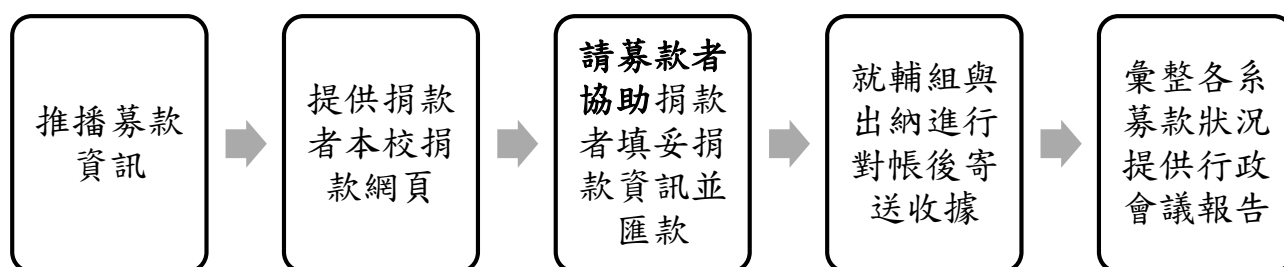 推播募款
資訊
提供捐款
者本校捐
款網頁
請募款者
協助捐款
者填妥捐
款資訊並
匯款
就輔組與
出納進行
對帳後寄
送收據
彙整各系
募款狀況
提供行政
會議報告